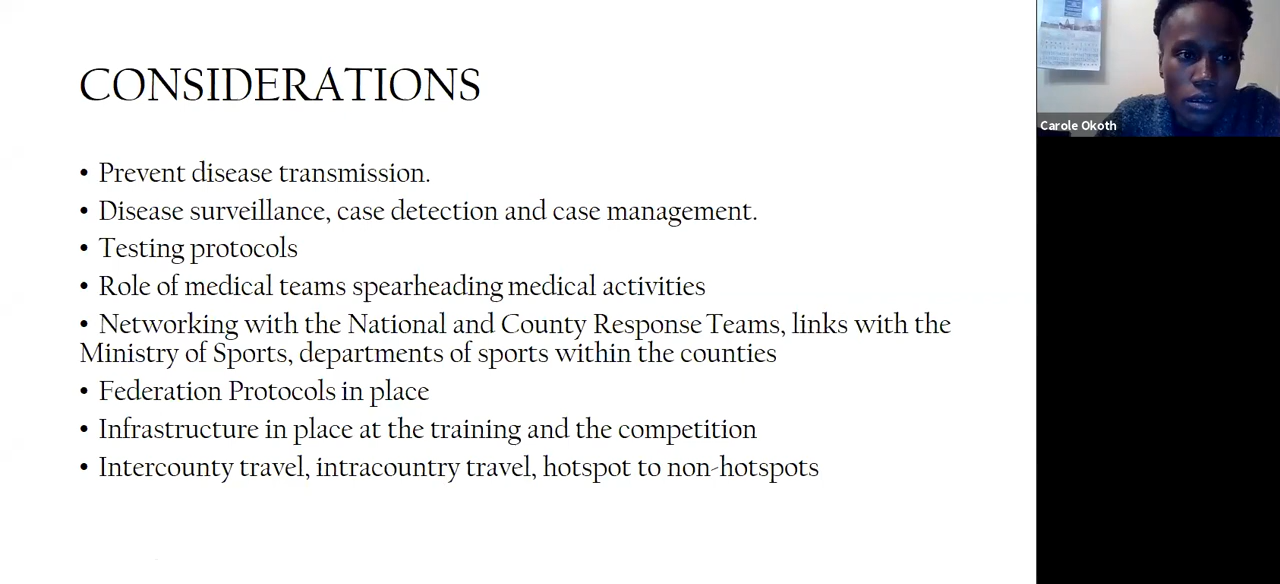 CONSIDERATIONS
• Prevent disease transmission.
• Disease surveillance, case detection and case management.
• Testing protocols
• Role of medical teams spearheading medical activities
• Networking with the National and County Response Teams, links with the
Ministry of Sports, departments of sports within the counties
• Federation Protocols in place
• Infrastructure in place at the training and the competition
• Intercounty travel, intracountry travel, hotspot to non-hotspots
Carole Okoth